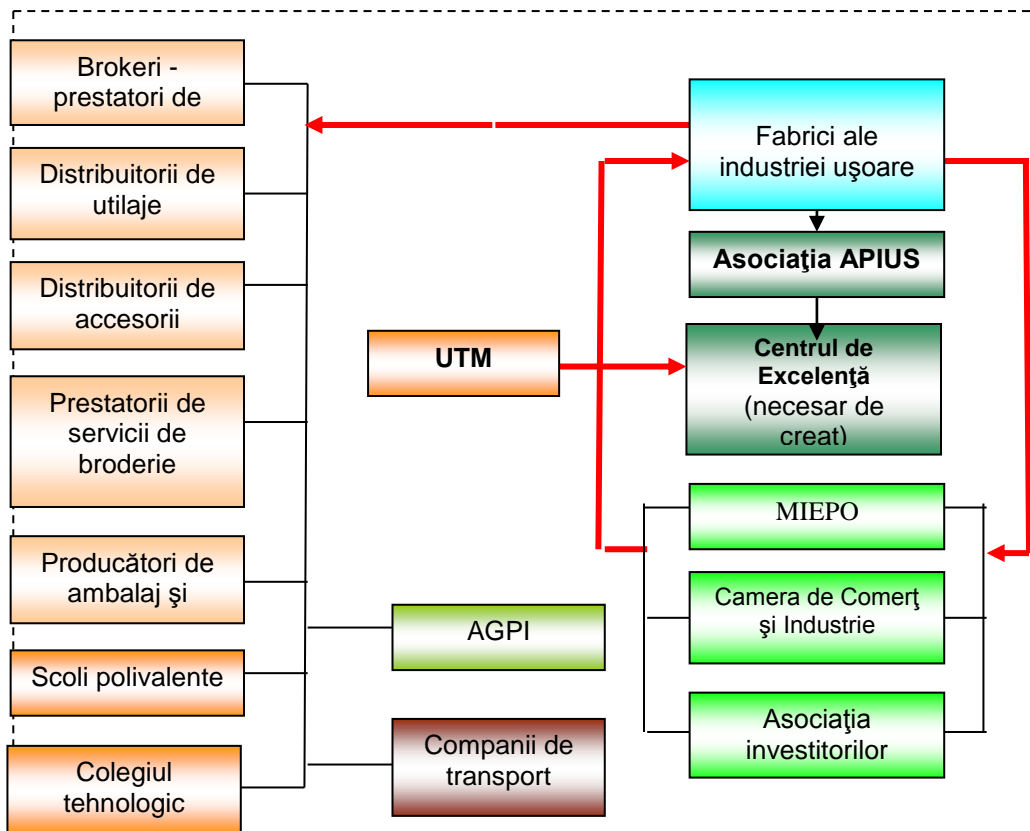 Brokeri -
prestatori de
Distribuitorii de
utilaje
Distribuitorii de
accesorii
Prestatorii de
servicii de
broderie
Producători de
ambalaj şi
Scoli polivalente
Colegiul
tehnologic
UTM
AGPI
Companii de
transport
Fabrici ale
industriei uşoare
Asociaţia APIUS
Centrul de
Excelenţă
(necesar de
creat)
MIEPO
Camera de Comerţ
şi Industrie
Asociaţia
investitorilor